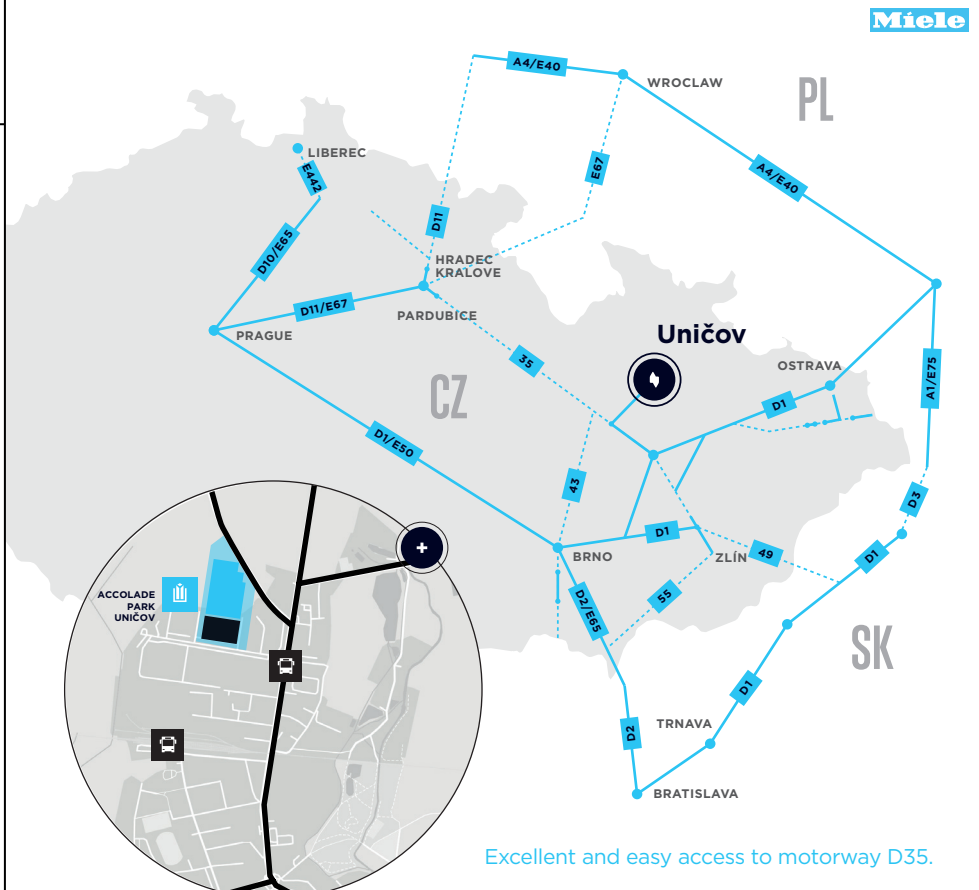 Miele
A4/E40
WROCLAW
PL
LIBEREC
E442
E67
A4/E40
D11
D10/E65
HRADEC
KRALOVE
D11/E67
PARDUBICE
PRAGUE
Uničov
35
OSTRAVA
A1/E75
CZ
D1
D1/E50
43
D3
D1
BRNO
ZLÍN
49
D1
ACCOLADE
PARK
UNIČOV
D2/E65
55
SK
D1
TRNAVA
D2
BRATISLAVA
Excellent and easy access to motorway D35.